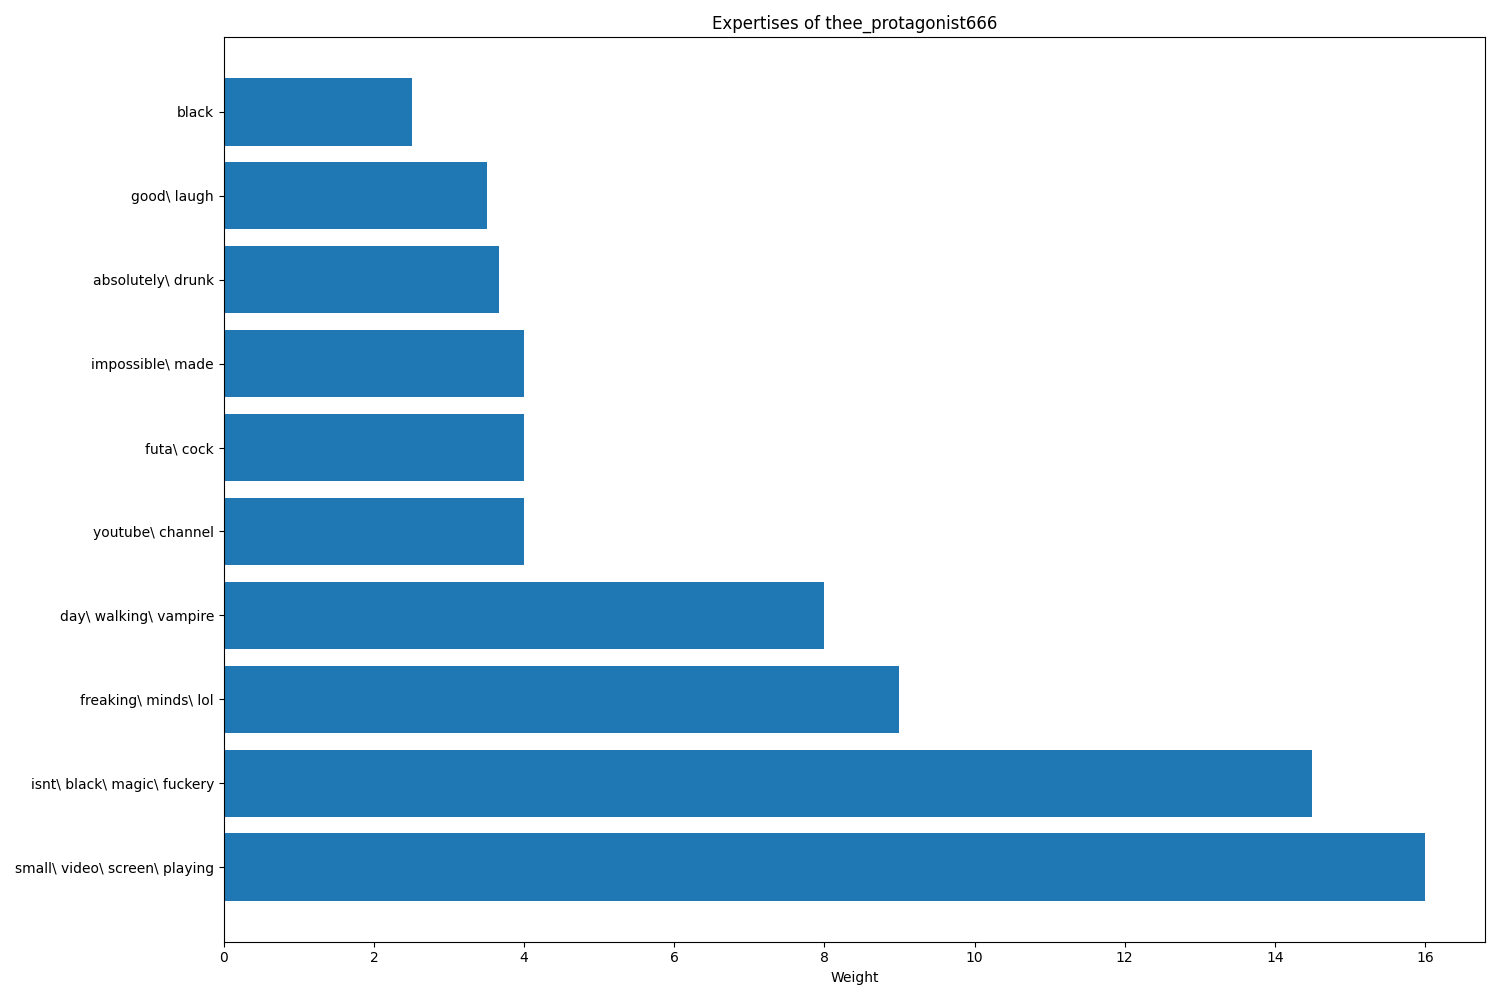 Expertises of thee_protagonist666
black
good\ laugh
absolutely\ drunk
impossible\ made
futa\ cock
youtube\ channel
day\ walking\ vampire
freaking\ minds\ lol
isnt\ black\ magic\ fuckery
small\ video\ screen\ playing
0 2 4 6 8 10 12 14 16
Weight